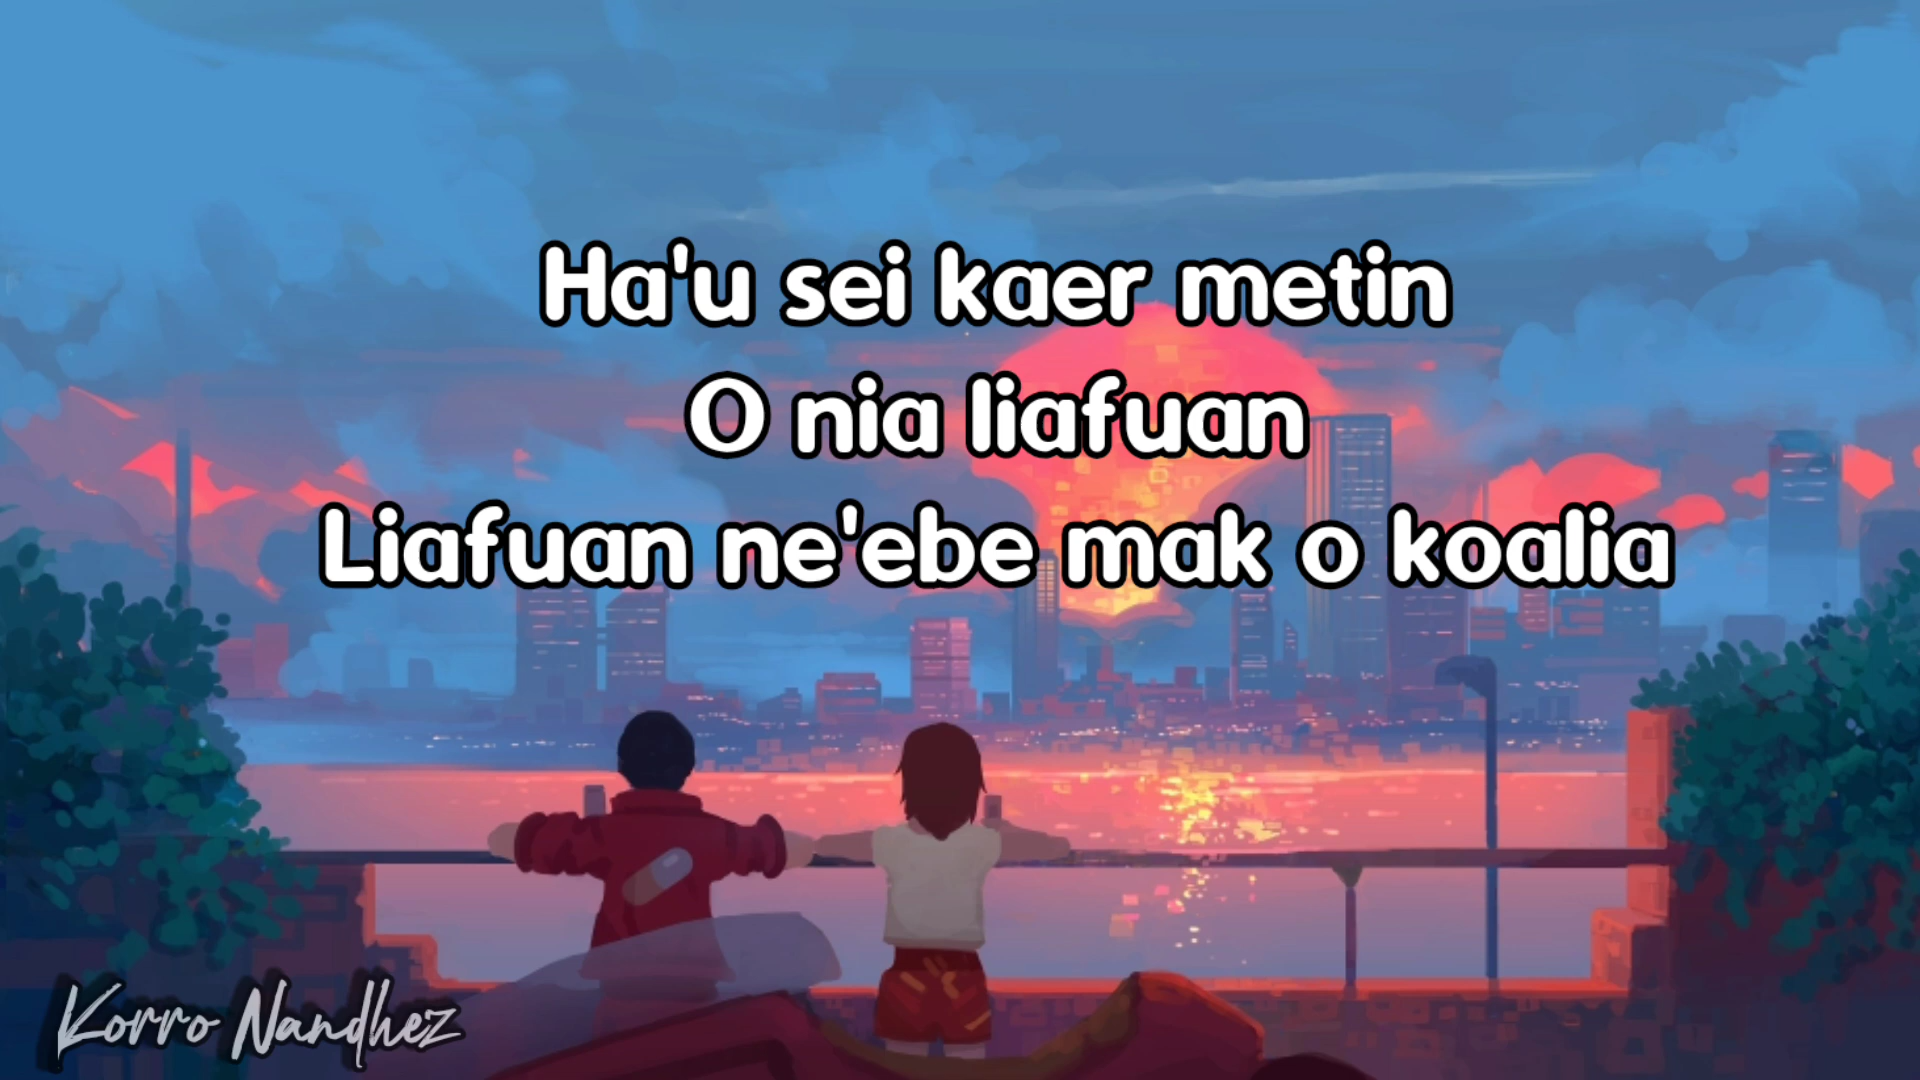 Ha'u sei kaer metin
O nia liafuan
Liafuan ne'ebe mak o koalia
Korro Nandhez